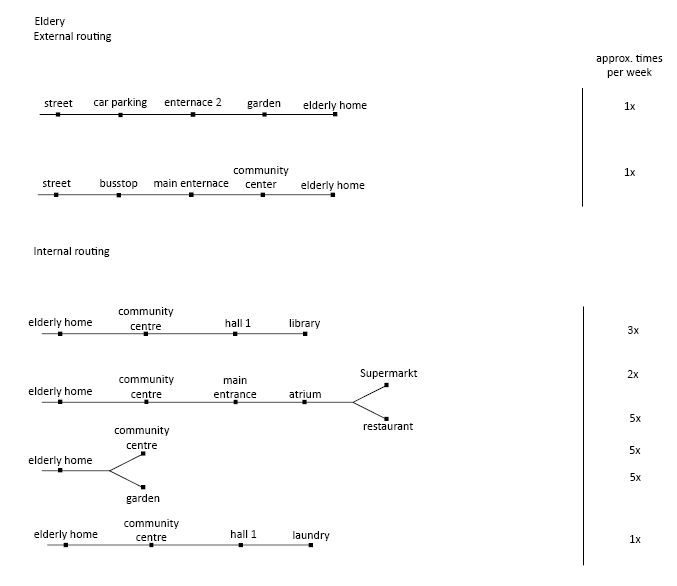 Eldery
External routing
approx. times
per week
street car parking enternace 2 garden elderly home
1x
community
street busstop main enternace center elderly home
1x
Internal routing
community
elderly home centre hall 1 library
3x
Supermarkt
2x
community main
elderly home centre entrance atrium
restaurant
5x
community
centre
5x
elderly home
garden
5x
community
elderly home centre hall 1 laundry
1x